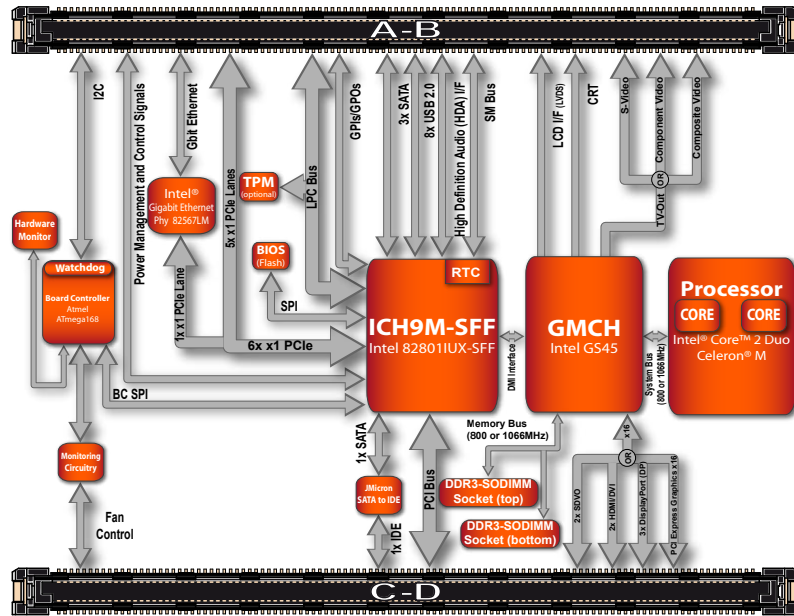 A-B
I2C
Power Management and Control Signals
Gbit Ethernet
5x x1 PCIe Lanes
LPC Bus
GPIs/GPOs
3x SATA
8x USB 2.0
High Definition Audio (HDA) I/F
SM Bus
LCD I/F (LVDS)
CRT
S-Video
Component Video
Composite Video
OR
TV-Out
TPM
(optional)
Intel®
Gigabit Ethernet
Phy 82567LM
Hardware
Monitor
BIOS
(Flash)
SPI
Watchdog
Board Controller
Atmel
ATmega168
1x x1 PCIe Lane
6x x1 PCIe
BC SPI
RTC
ICH9M-SFF
Intel 82801IUX-SFF
DMI Interface
GMCH
Intel GS45
System Bus
(800 or 1066MHz)
Processor
CORE
CORE
Intel® Core™ 2 Duo
Celeron® M
Monitoring
Circuitry
Fan
Control
1x SATA
JMicron
SATA to IDE
1x IDE
PCI Bus
Memory Bus
(800 or 1066MHz)
DDR3-SODIMM
Socket (top)
DDR3-SODIMM
Socket (bottom)
x16
OR
2x SDVO
2x HDMI/DVI
3x DisplayPort (DP)
PCI Express Graphics x16
C-D